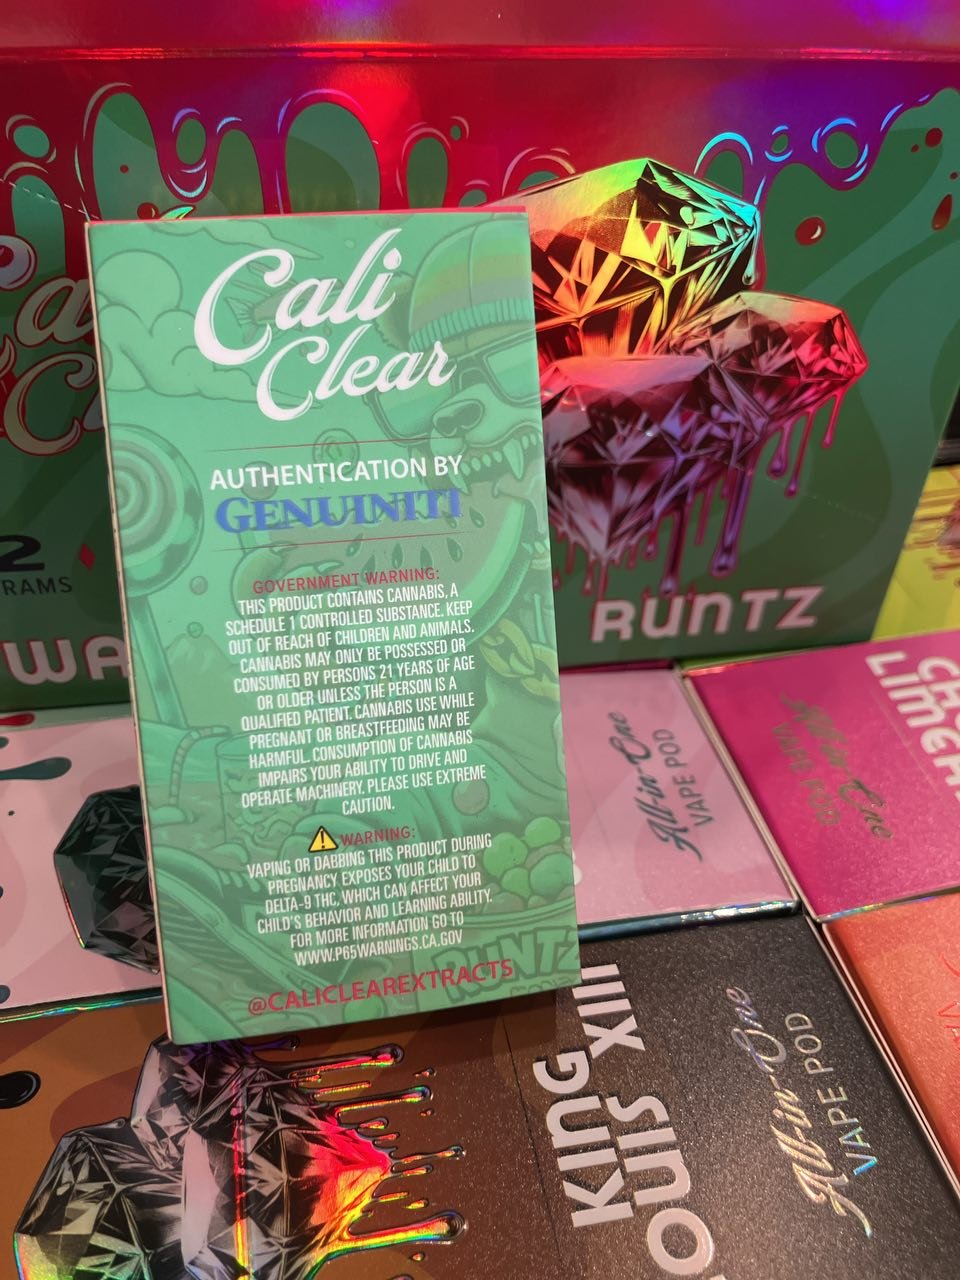 Cali
Clear
AUTHENTICATION BY
GENUINITI
GOVERNMENT WARNING:
THIS PRODUCT CONTAINS CANNABIS, A
SCHEDULE 1 CONTROLLED SUBSTANCE. KEEP
OUT OF REACH OF CHILDREN AND ANIMALS.
CANNABIS MAY ONLY BE POSSESSED OR
CONSUMED BY PERSONS 21 YEARS OF AGE
OR OLDER UNLESS THE PERSON IS A
QUALIFIED PATIENT. CANNABIS USE WHILE
PREGNANT OR BREASTFEEDING MAY BE
HARMFUL. CONSUMPTION OF CANNABIS
IMPAIRS YOUR ABILITY TO DRIVE AND
OPERATE MACHINERY. PLEASE USE EXTREME
CAUTION.
WARNING:
VAPING OR DABBING THIS PRODUCT DURING
PREGNANCY EXPOSES YOUR CHILD TO
DELTA-9 THC, WHICH CAN AFFECT YOUR
CHILD'S BEHAVIOR AND LEARNING ABILITY.
FOR MORE INFORMATION GO TO
WWW.P65WARNINGS.CA.GOV
@CALICLEAREXTRACTS
RUNTZ
2
RAMS
WA
RUNTZ
All-in-One
VAPE POD
All-in-One
KING
OUIS XIII
All-in-One
VAPE POD